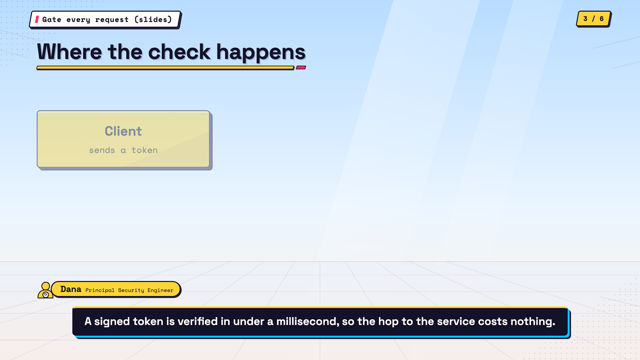 Gate every request (slides)
3 / 6
Where the check happens
Client
sends a token
Dana Principal Security Engineer
A signed token is verified in under a millisecond, so the hop to the service costs nothing.